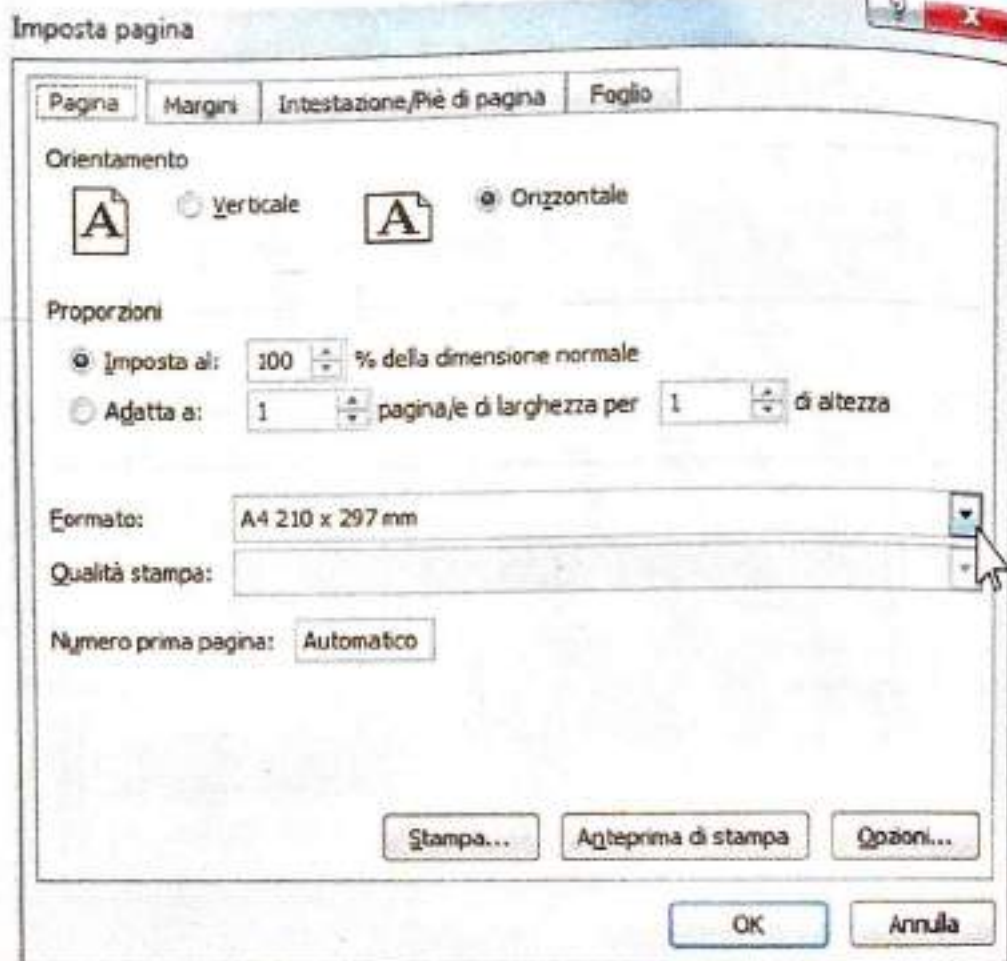 Imposta pagina
Pagina Margini Intestazione/Piè di pagina Foglio
Orientamento
A Verticale A Orizzontale
Proporzioni
Imposta al: 100 % della dimensione normale
Adatta a: 1 pagina/e di larghezza per 1 di altezza
Formato: A4 210 x 297 mm
Qualità stampa:
Numero prima pagina: Automatico
Stampa... Anteprima di stampa Opzioni...
OK Annulla